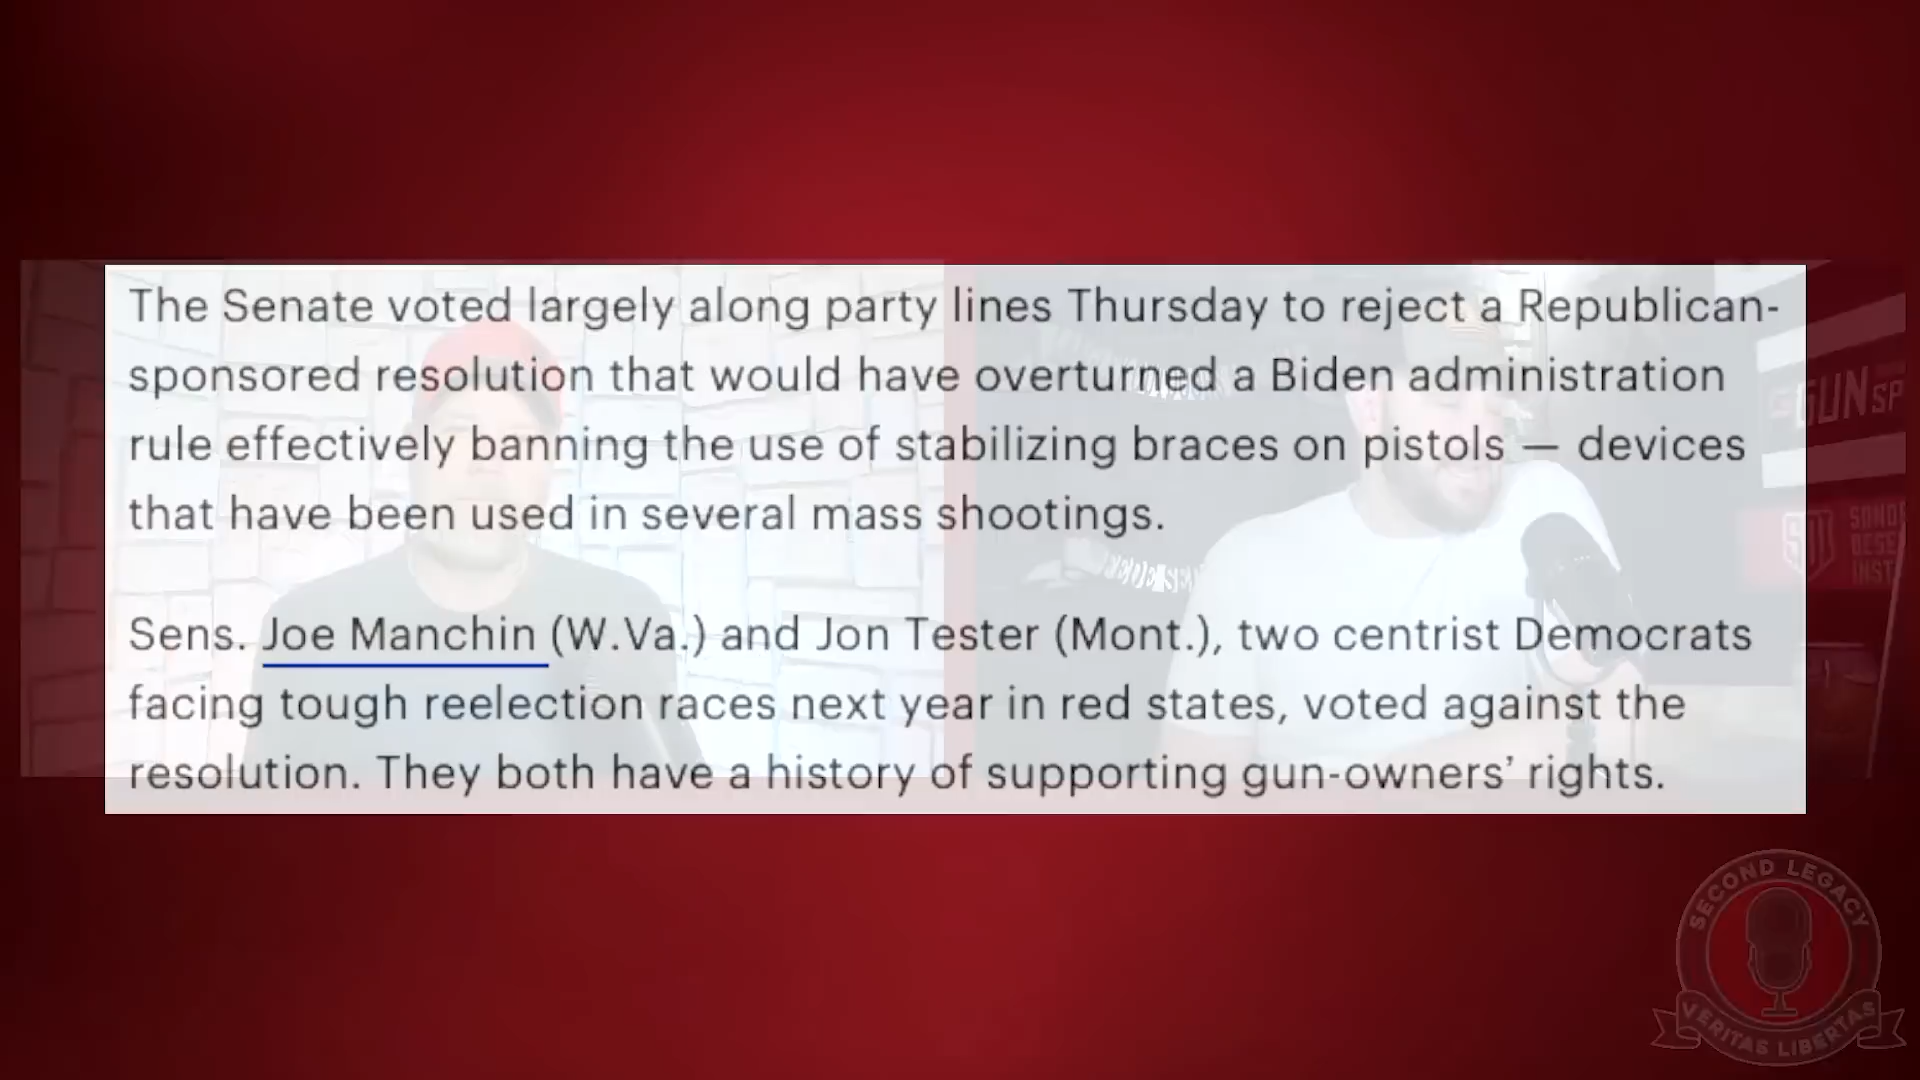 The Senate voted largely along party lines Thursday to reject a Republican-
sponsored resolution that would have overturned a Biden administration
rule effectively banning the use of stabilizing braces on pistols — devices
that have been used in several mass shootings.
Sens. Joe Manchin (W.Va.) and Jon Tester (Mont.), two centrist Democrats
facing tough reelection races next year in red states, voted against the
resolution. They both have a history of supporting gun-owners’ rights.
GUN SP
SECOND LEGACY
VERITAS LIBERTAS